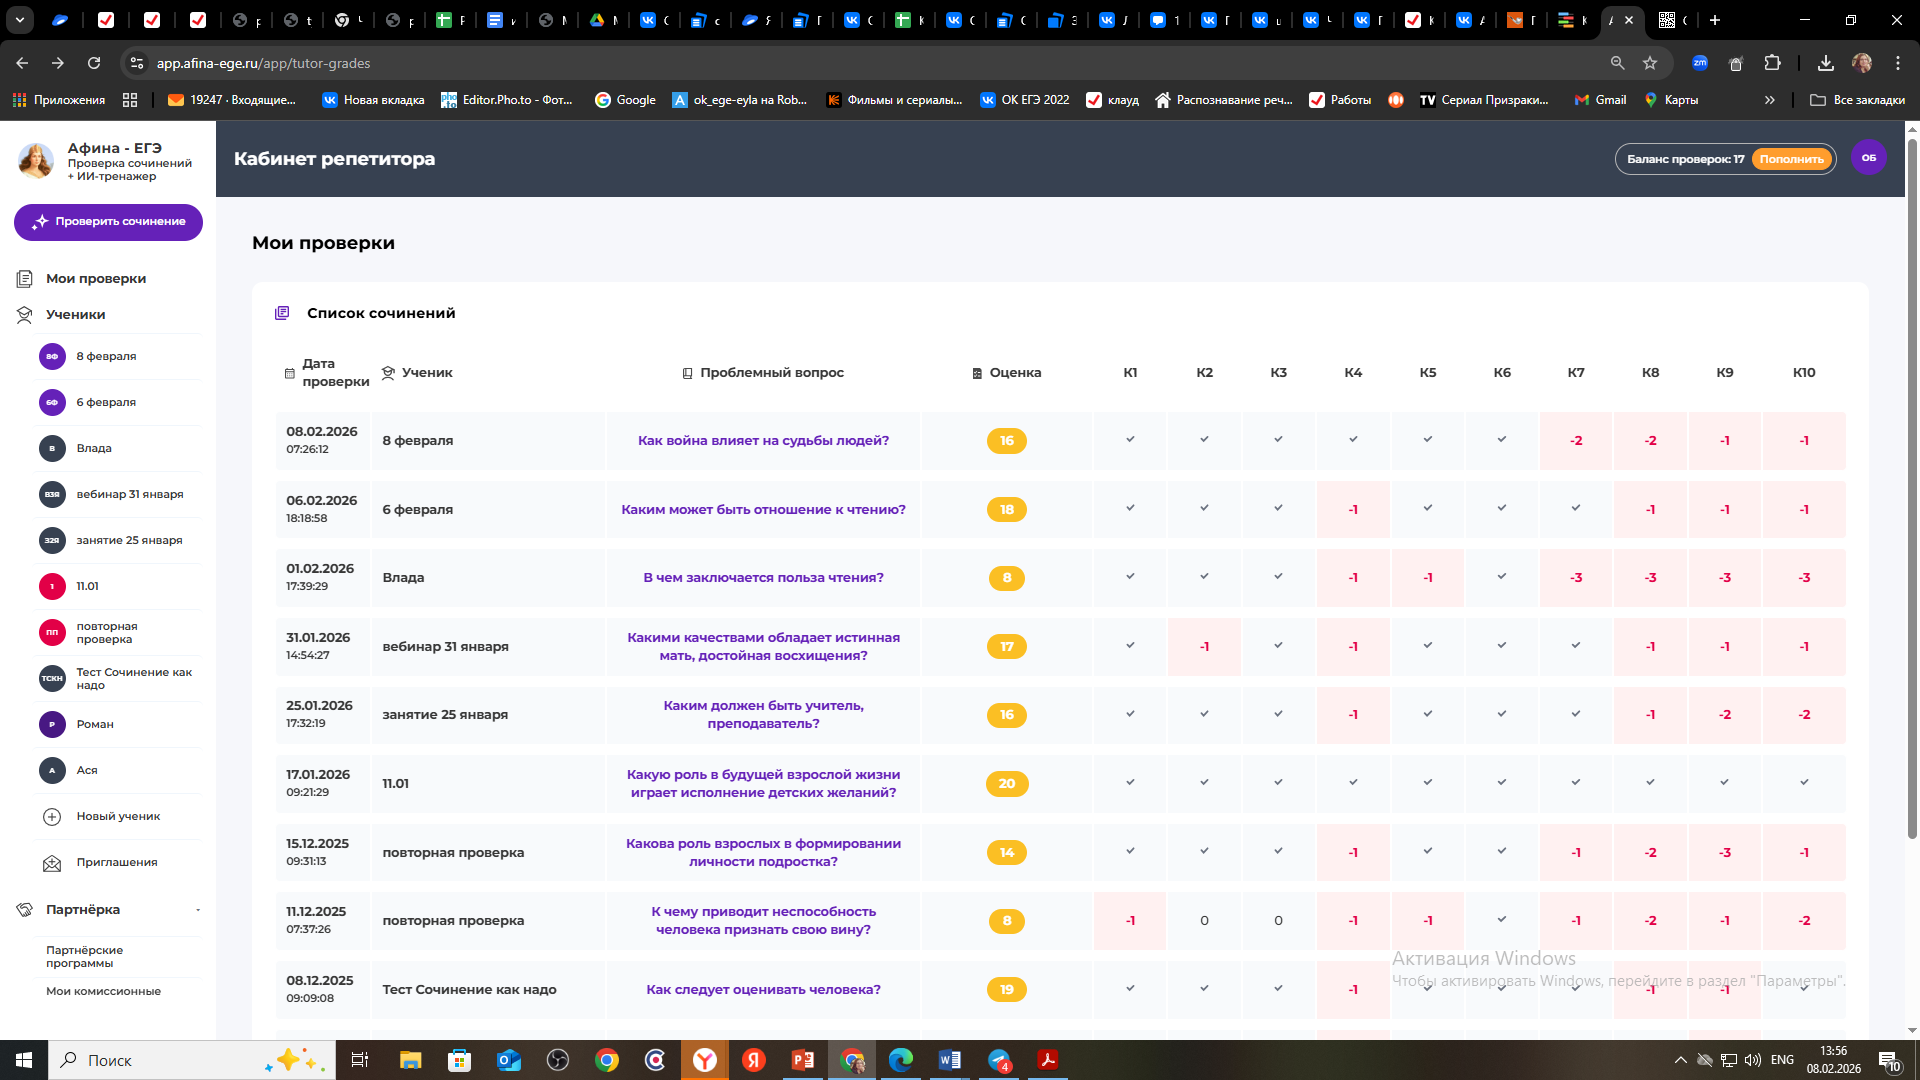 app.afina-ege.ru/app/tutor-grades
Приложения
19247 · Входящие...
Новая вкладка
Editor.Pho.to - Фот...
Google
ok_ege-eyla на Rob...
Фильмы и сериалы...
ОК ЕГЭ 2022
клауд
Распознавание реч...
Работы
Сериал Призраки...
Gmail
Карты
Все закладки
Афина - ЕГЭ
Проверка сочинений
+ ИИ-тренажер
Кабинет репетитора
Баланс проверок: 17 Пополнить
ОБ
Проверить сочинение
Мои проверки
Ученики
8Ф 8 февраля
6Ф 6 февраля
В Влада
ВЗЯ вебинар 31 января
З2Я занятие 25 января
1 11.01
ПП повторная
проверка
ТСКН Тест Сочинение как
надо
Р Роман
А Ася
Новый ученик
Приглашения
Партнёрка
Партнёрские
программы
Мои комиссионные
Мои проверки
Список сочинений
Дата
проверки
Ученик Проблемный вопрос Оценка К1 К2 К3 К4 К5 К6 К7 К8 К9 К10
08.02.2026
07:26:12
8 февраля Как война влияет на судьбы людей? 16 -2 -2 -1 -1
06.02.2026
18:18:58
6 февраля Каким может быть отношение к чтению? 18 -1 -1 -1 -1
01.02.2026
17:39:29
Влада В чем заключается польза чтения? 8 -1 -1 -3 -3 -3 -3
31.01.2026
14:54:27
вебинар 31 января
Какими качествами обладает истинная
мать, достойная восхищения?
17 -1 -1 -1 -1 -1
25.01.2026
17:32:19
занятие 25 января
Каким должен быть учитель,
преподаватель?
16 -1 -1 -2 -2
17.01.2026
09:21:29
11.01
Какую роль в будущей взрослой жизни
играет исполнение детских желаний?
20
15.12.2025
09:31:13
повторная проверка
Какова роль взрослых в формировании
личности подростка?
14 -1 -1 -2 -3 -1
11.12.2025
07:37:26
повторная проверка
К чему приводит неспособность
человека признать свою вину?
8 -1 0 0 -1 -1 -1 -2 -1 -2
08.12.2025
09:09:08
Тест Сочинение как надо Как следует оценивать человека? 19 -1 -1 -1
Активация Windows
Чтобы активировать Windows, перейдите в раздел "Параметры".
Поиск
ENG
13:56
08.02.2026
10